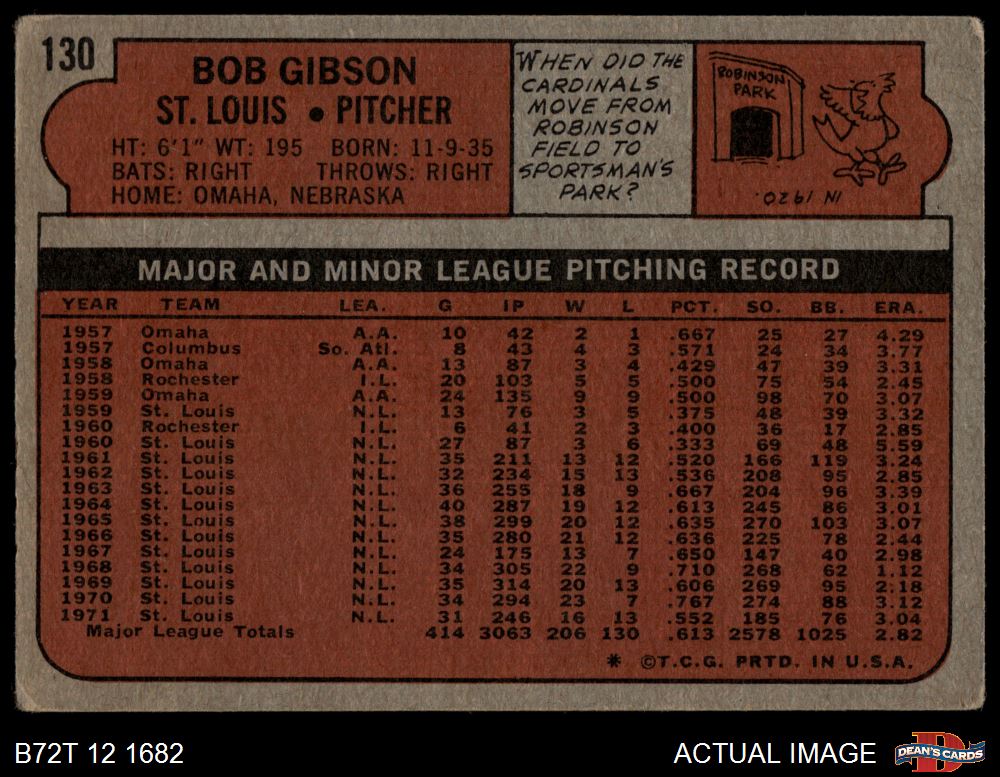 130
BOB GIBSON
ST. LOUIS • PITCHER
HT: 6'1" WT: 195 BORN: 11-9-35
BATS: RIGHT THROWS: RIGHT
HOME: OMAHA, NEBRASKA
WHEN DID THE
CARDINALS
MOVE FROM
ROBINSON
FIELD TO
SPORTSMAN'S
PARK?
ROBINSON
PARK
IN 1920.
MAJOR AND MINOR LEAGUE PITCHING RECORD
YEAR TEAM LEA. G IP W L PCT. SO. BB. ERA.
1957 Omaha A.A. 10 42 2 1 .667 25 27 4.29
1957 Columbus So. Atl. 8 43 4 3 .571 24 34 3.77
1958 Omaha A.A. 13 87 3 4 .429 47 39 3.31
1958 Rochester I.L. 20 103 5 5 .500 75 54 2.45
1959 Omaha A.A. 24 135 9 9 .500 98 70 3.07
1959 St. Louis N.L. 13 76 3 5 .375 48 39 3.32
1960 Rochester I.L. 6 41 2 3 .400 36 17 2.85
1960 St. Louis N.L. 27 87 3 6 .333 69 48 5.59
1961 St. Louis N.L. 35 211 13 12 .520 166 119 3.24
1962 St. Louis N.L. 32 234 15 13 .536 208 95 2.85
1963 St. Louis N.L. 36 255 18 9 .667 204 96 3.39
1964 St. Louis N.L. 40 287 19 12 .613 245 86 3.01
1965 St. Louis N.L. 38 299 20 12 .635 270 103 3.07
1966 St. Louis N.L. 35 280 21 12 .636 225 78 2.44
1967 St. Louis N.L. 24 175 13 7 .650 147 40 2.98
1968 St. Louis N.L. 34 305 22 9 .710 268 62 1.12
1969 St. Louis N.L. 35 314 20 13 .606 269 95 2.18
1970 St. Louis N.L. 34 294 23 7 .767 274 88 3.12
1971 St. Louis N.L. 31 246 16 13 .552 185 76 3.04
Major League Totals 414 3063 206 130 .613 2578 1025 2.82
* ©T.C.G. PRTD. IN U.S.A.
B72T 12 1682
ACTUAL IMAGE
D
DEAN'S CARDS